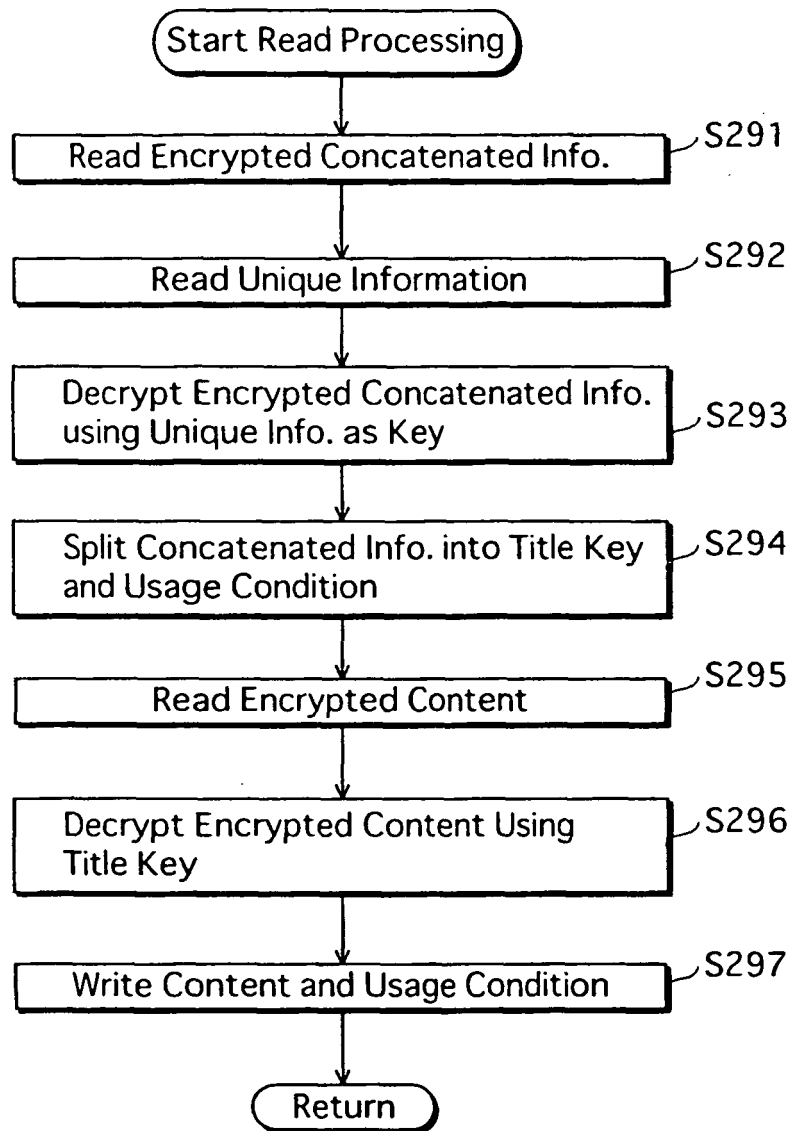 Start Read Processing
Read Encrypted Concatenated Info.
S291
Read Unique Information
S292
Decrypt Encrypted Concatenated Info.
using Unique Info. as Key
S293
Split Concatenated Info. into Title Key
and Usage Condition
S294
Read Encrypted Content
S295
Decrypt Encrypted Content Using
Title Key
S296
Write Content and Usage Condition
S297
Return